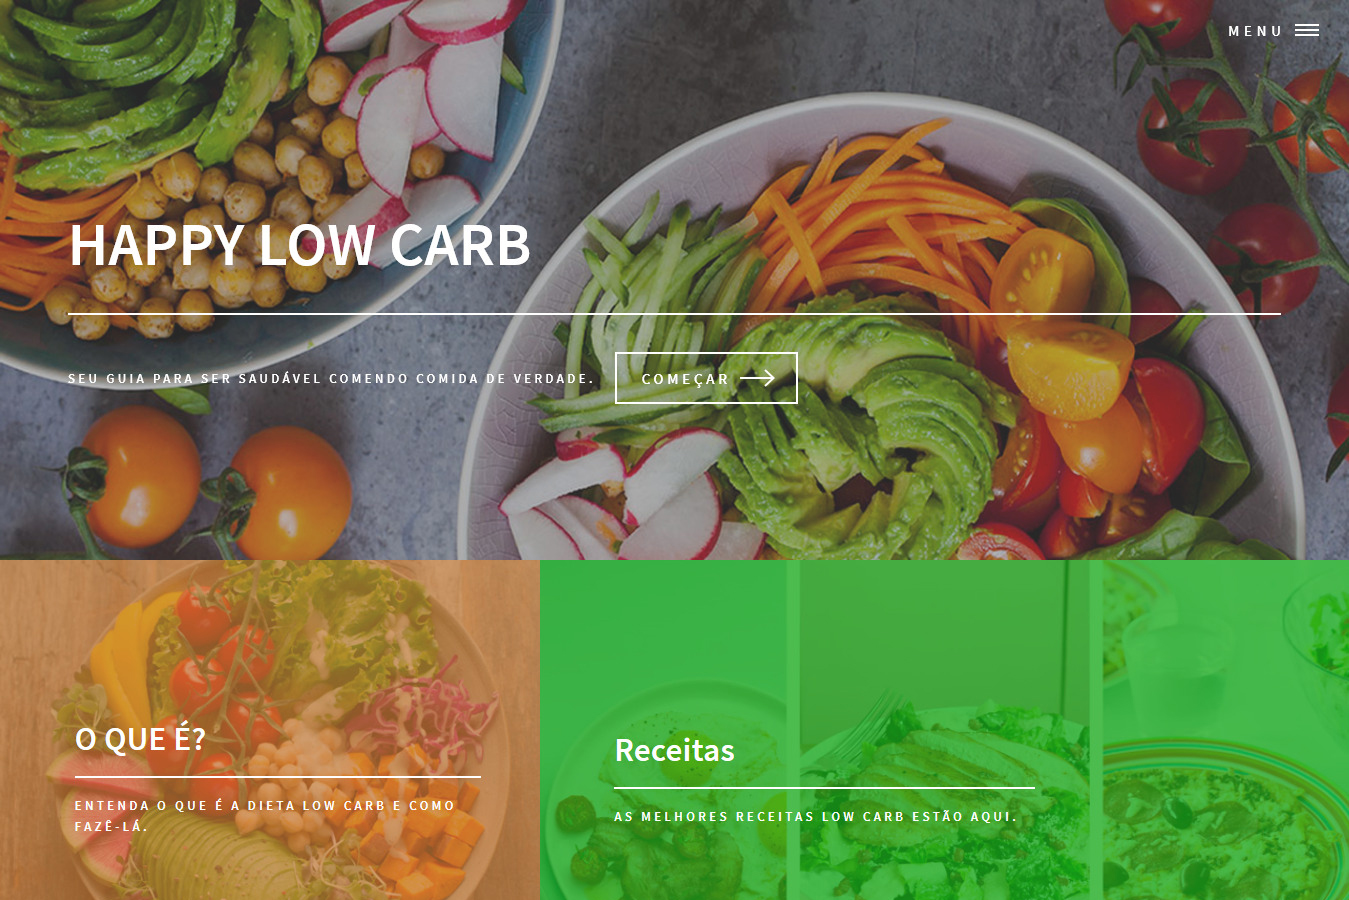 MENU
HAPPY LOW CARB
SEU GUIA PARA SER SAUDÁVEL COMENDO COMIDA DE VERDADE.
COMEÇAR
O QUE É?
ENTENDA O QUE É A DIETA LOW CARB E COMO
FAZÊ-LÁ.
Receitas
AS MELHORES RECEITAS LOW CARB ESTÃO AQUI.